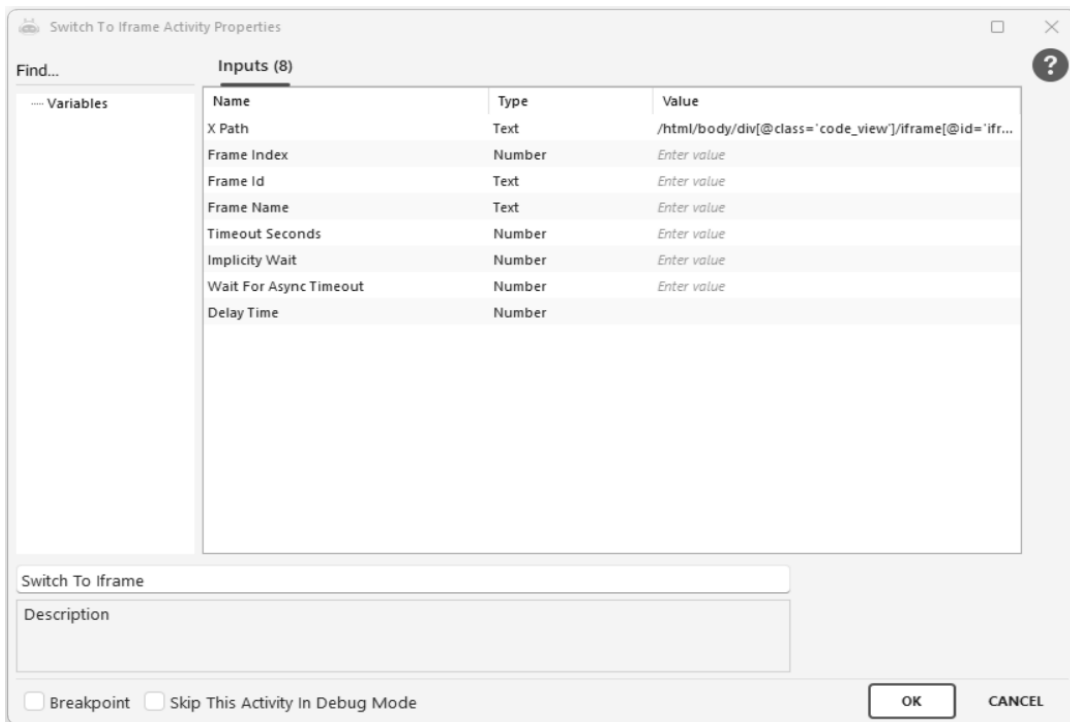 Switch To Iframe Activity Properties
Find...
Inputs (8)
?
Variables
Name Type Value
X Path Text /html/body/div[@class='code_view']/iframe[@id='ifr...
Frame Index Number Enter value
Frame Id Text Enter value
Frame Name Text Enter value
Timeout Seconds Number Enter value
Implicity Wait Number Enter value
Wait For Async Timeout Number Enter value
Delay Time Number
Switch To Iframe
Description
Breakpoint Skip This Activity In Debug Mode OK CANCEL